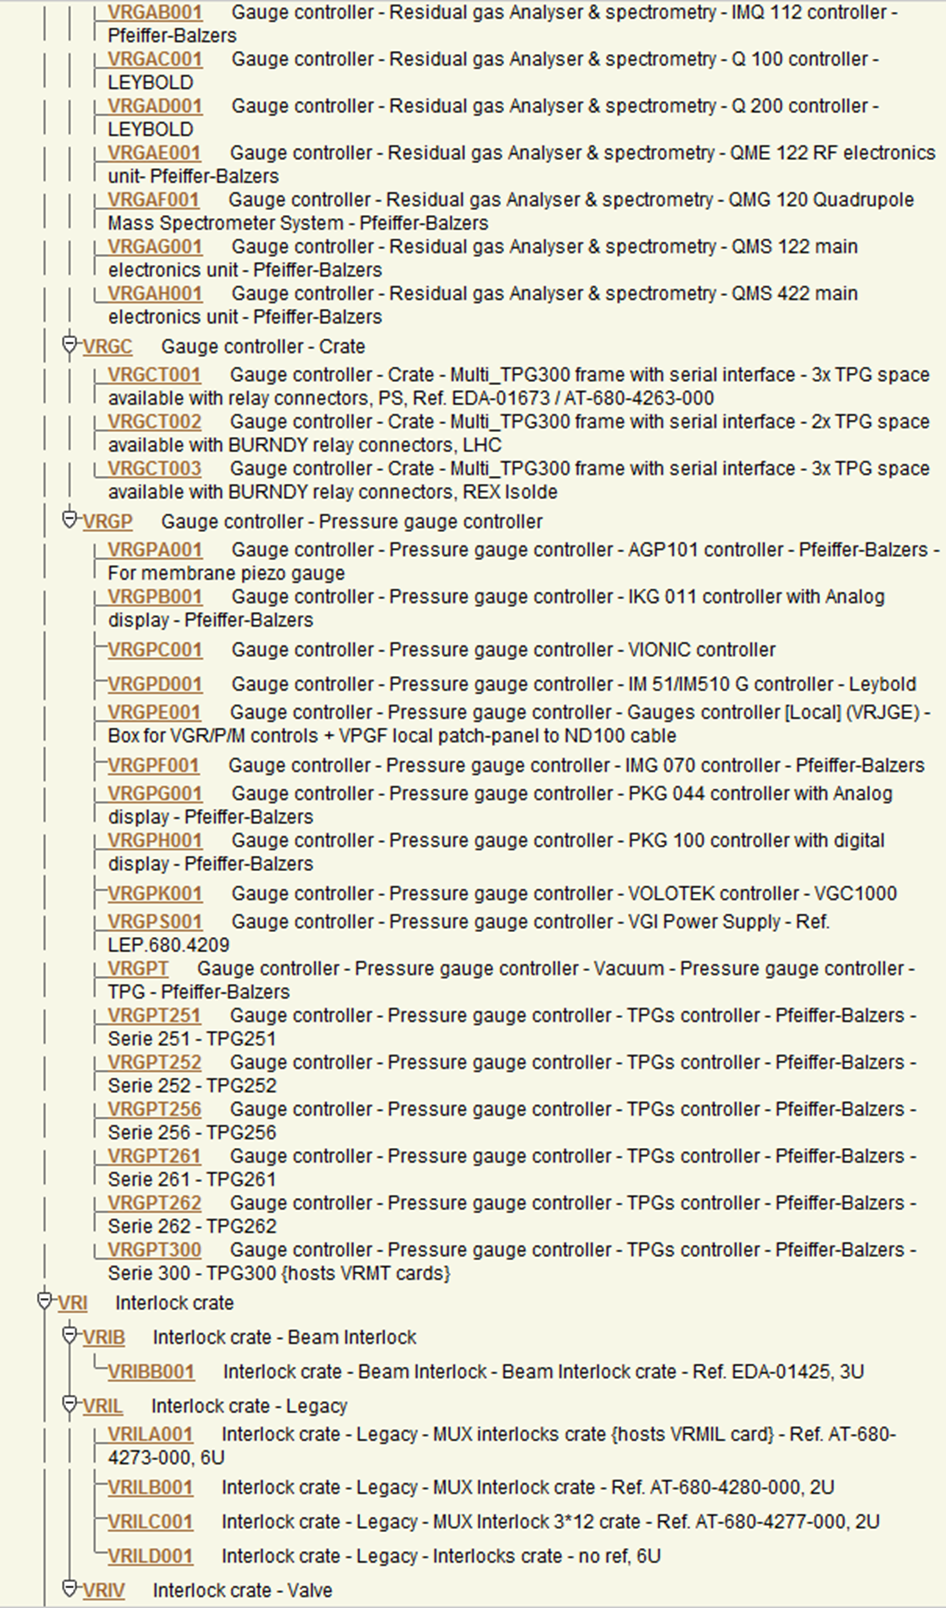 VRGAB001 Gauge controller - Residual gas Analyser & spectrometry - IMQ 112 controller -
Pfeiffer-Balzers
VRGAC001 Gauge controller - Residual gas Analyser & spectrometry - Q 100 controller -
LEYBOLD
VRGAD001 Gauge controller - Residual gas Analyser & spectrometry - Q 200 controller -
LEYBOLD
VRGAE001 Gauge controller - Residual gas Analyser & spectrometry - QME 122 RF electronics
unit- Pfeiffer-Balzers
VRGAF001 Gauge controller - Residual gas Analyser & spectrometry - QMG 120 Quadrupole
Mass Spectrometer System - Pfeiffer-Balzers
VRGAG001 Gauge controller - Residual gas Analyser & spectrometry - QMS 122 main
electronics unit - Pfeiffer-Balzers
VRGAH001 Gauge controller - Residual gas Analyser & spectrometry - QMS 422 main
electronics unit - Pfeiffer-Balzers
VRGC Gauge controller - Crate
VRGCT001 Gauge controller - Crate - Multi_TPG300 frame with serial interface - 3x TPG space
available with relay connectors, PS, Ref. EDA-01673 / AT-680-4263-000
VRGCT002 Gauge controller - Crate - Multi_TPG300 frame with serial interface - 2x TPG space
available with BURNDY relay connectors, LHC
VRGCT003 Gauge controller - Crate - Multi_TPG300 frame with serial interface - 3x TPG space
available with BURNDY relay connectors, REX Isolde
VRGP Gauge controller - Pressure gauge controller
VRGPA001 Gauge controller - Pressure gauge controller - AGP101 controller - Pfeiffer-Balzers -
For membrane piezo gauge
VRGPB001 Gauge controller - Pressure gauge controller - IKG 011 controller with Analog
display - Pfeiffer-Balzers
VRGPC001 Gauge controller - Pressure gauge controller - VIONIC controller
VRGPD001 Gauge controller - Pressure gauge controller - IM 51/IM510 G controller - Leybold
VRGPE001 Gauge controller - Pressure gauge controller - Gauges controller [Local] (VRJGE) -
Box for VGR/P/M controls + VPGF local patch-panel to ND100 cable
VRGPF001 Gauge controller - Pressure gauge controller - IMG 070 controller - Pfeiffer-Balzers
VRGPG001 Gauge controller - Pressure gauge controller - PKG 044 controller with Analog
display - Pfeiffer-Balzers
VRGPH001 Gauge controller - Pressure gauge controller - PKG 100 controller with digital
display - Pfeiffer-Balzers
VRGPK001 Gauge controller - Pressure gauge controller - VOLOTEK controller - VGC1000
VRGPS001 Gauge controller - Pressure gauge controller - VGI Power Supply - Ref.
LEP.680.4209
VRGPT Gauge controller - Pressure gauge controller - Vacuum - Pressure gauge controller -
TPG - Pfeiffer-Balzers
VRGPT251 Gauge controller - Pressure gauge controller - TPGs controller - Pfeiffer-Balzers -
Serie 251 - TPG251
VRGPT252 Gauge controller - Pressure gauge controller - TPGs controller - Pfeiffer-Balzers -
Serie 252 - TPG252
VRGPT256 Gauge controller - Pressure gauge controller - TPGs controller - Pfeiffer-Balzers -
Serie 256 - TPG256
VRGPT261 Gauge controller - Pressure gauge controller - TPGs controller - Pfeiffer-Balzers -
Serie 261 - TPG261
VRGPT262 Gauge controller - Pressure gauge controller - TPGs controller - Pfeiffer-Balzers -
Serie 262 - TPG262
VRGPT300 Gauge controller - Pressure gauge controller - TPGs controller - Pfeiffer-Balzers -
Serie 300 - TPG300 {hosts VRMT cards}
VRI Interlock crate
VRIB Interlock crate - Beam Interlock
VRIBB001 Interlock crate - Beam Interlock - Beam Interlock crate - Ref. EDA-01425, 3U
VRIL Interlock crate - Legacy
VRILA001 Interlock crate - Legacy - MUX interlocks crate {hosts VRMIL card} - Ref. AT-680-
4273-000, 6U
VRILB001 Interlock crate - Legacy - MUX Interlock crate - Ref. AT-680-4280-000, 2U
VRILC001 Interlock crate - Legacy - MUX Interlock 3*12 crate - Ref. AT-680-4277-000, 2U
VRILD001 Interlock crate - Legacy - Interlocks crate - no ref, 6U
VRIV Interlock crate - Valve